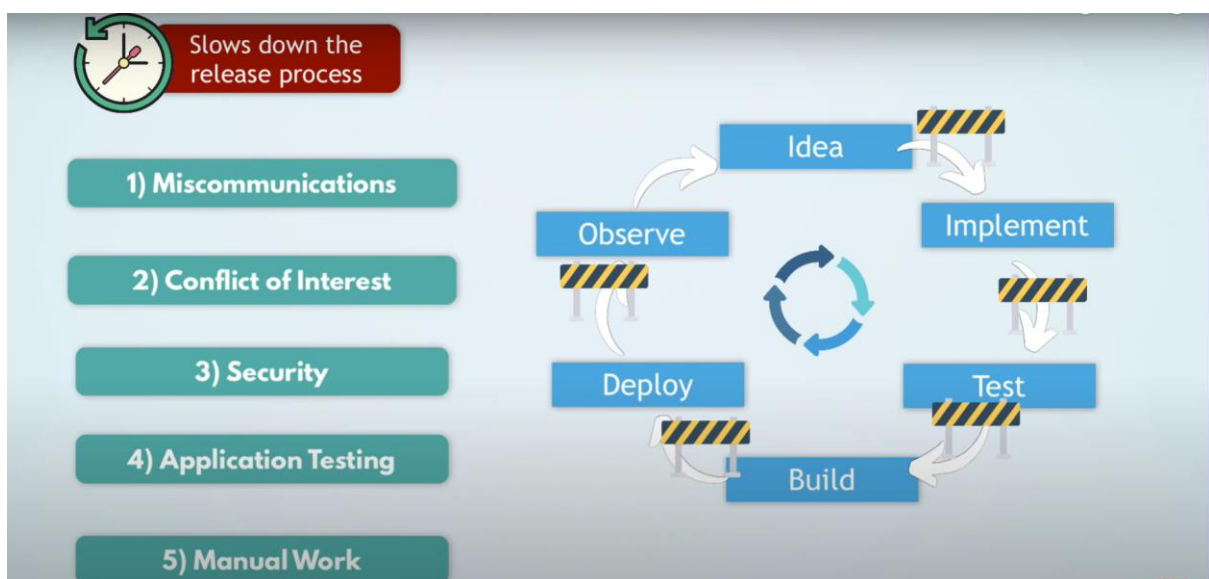 Slows down the
release process
1) Miscommunications
2) Conflict of Interest
3) Security
4) Application Testing
5) Manual Work
Idea
Implement
Test
Build
Deploy
Observe